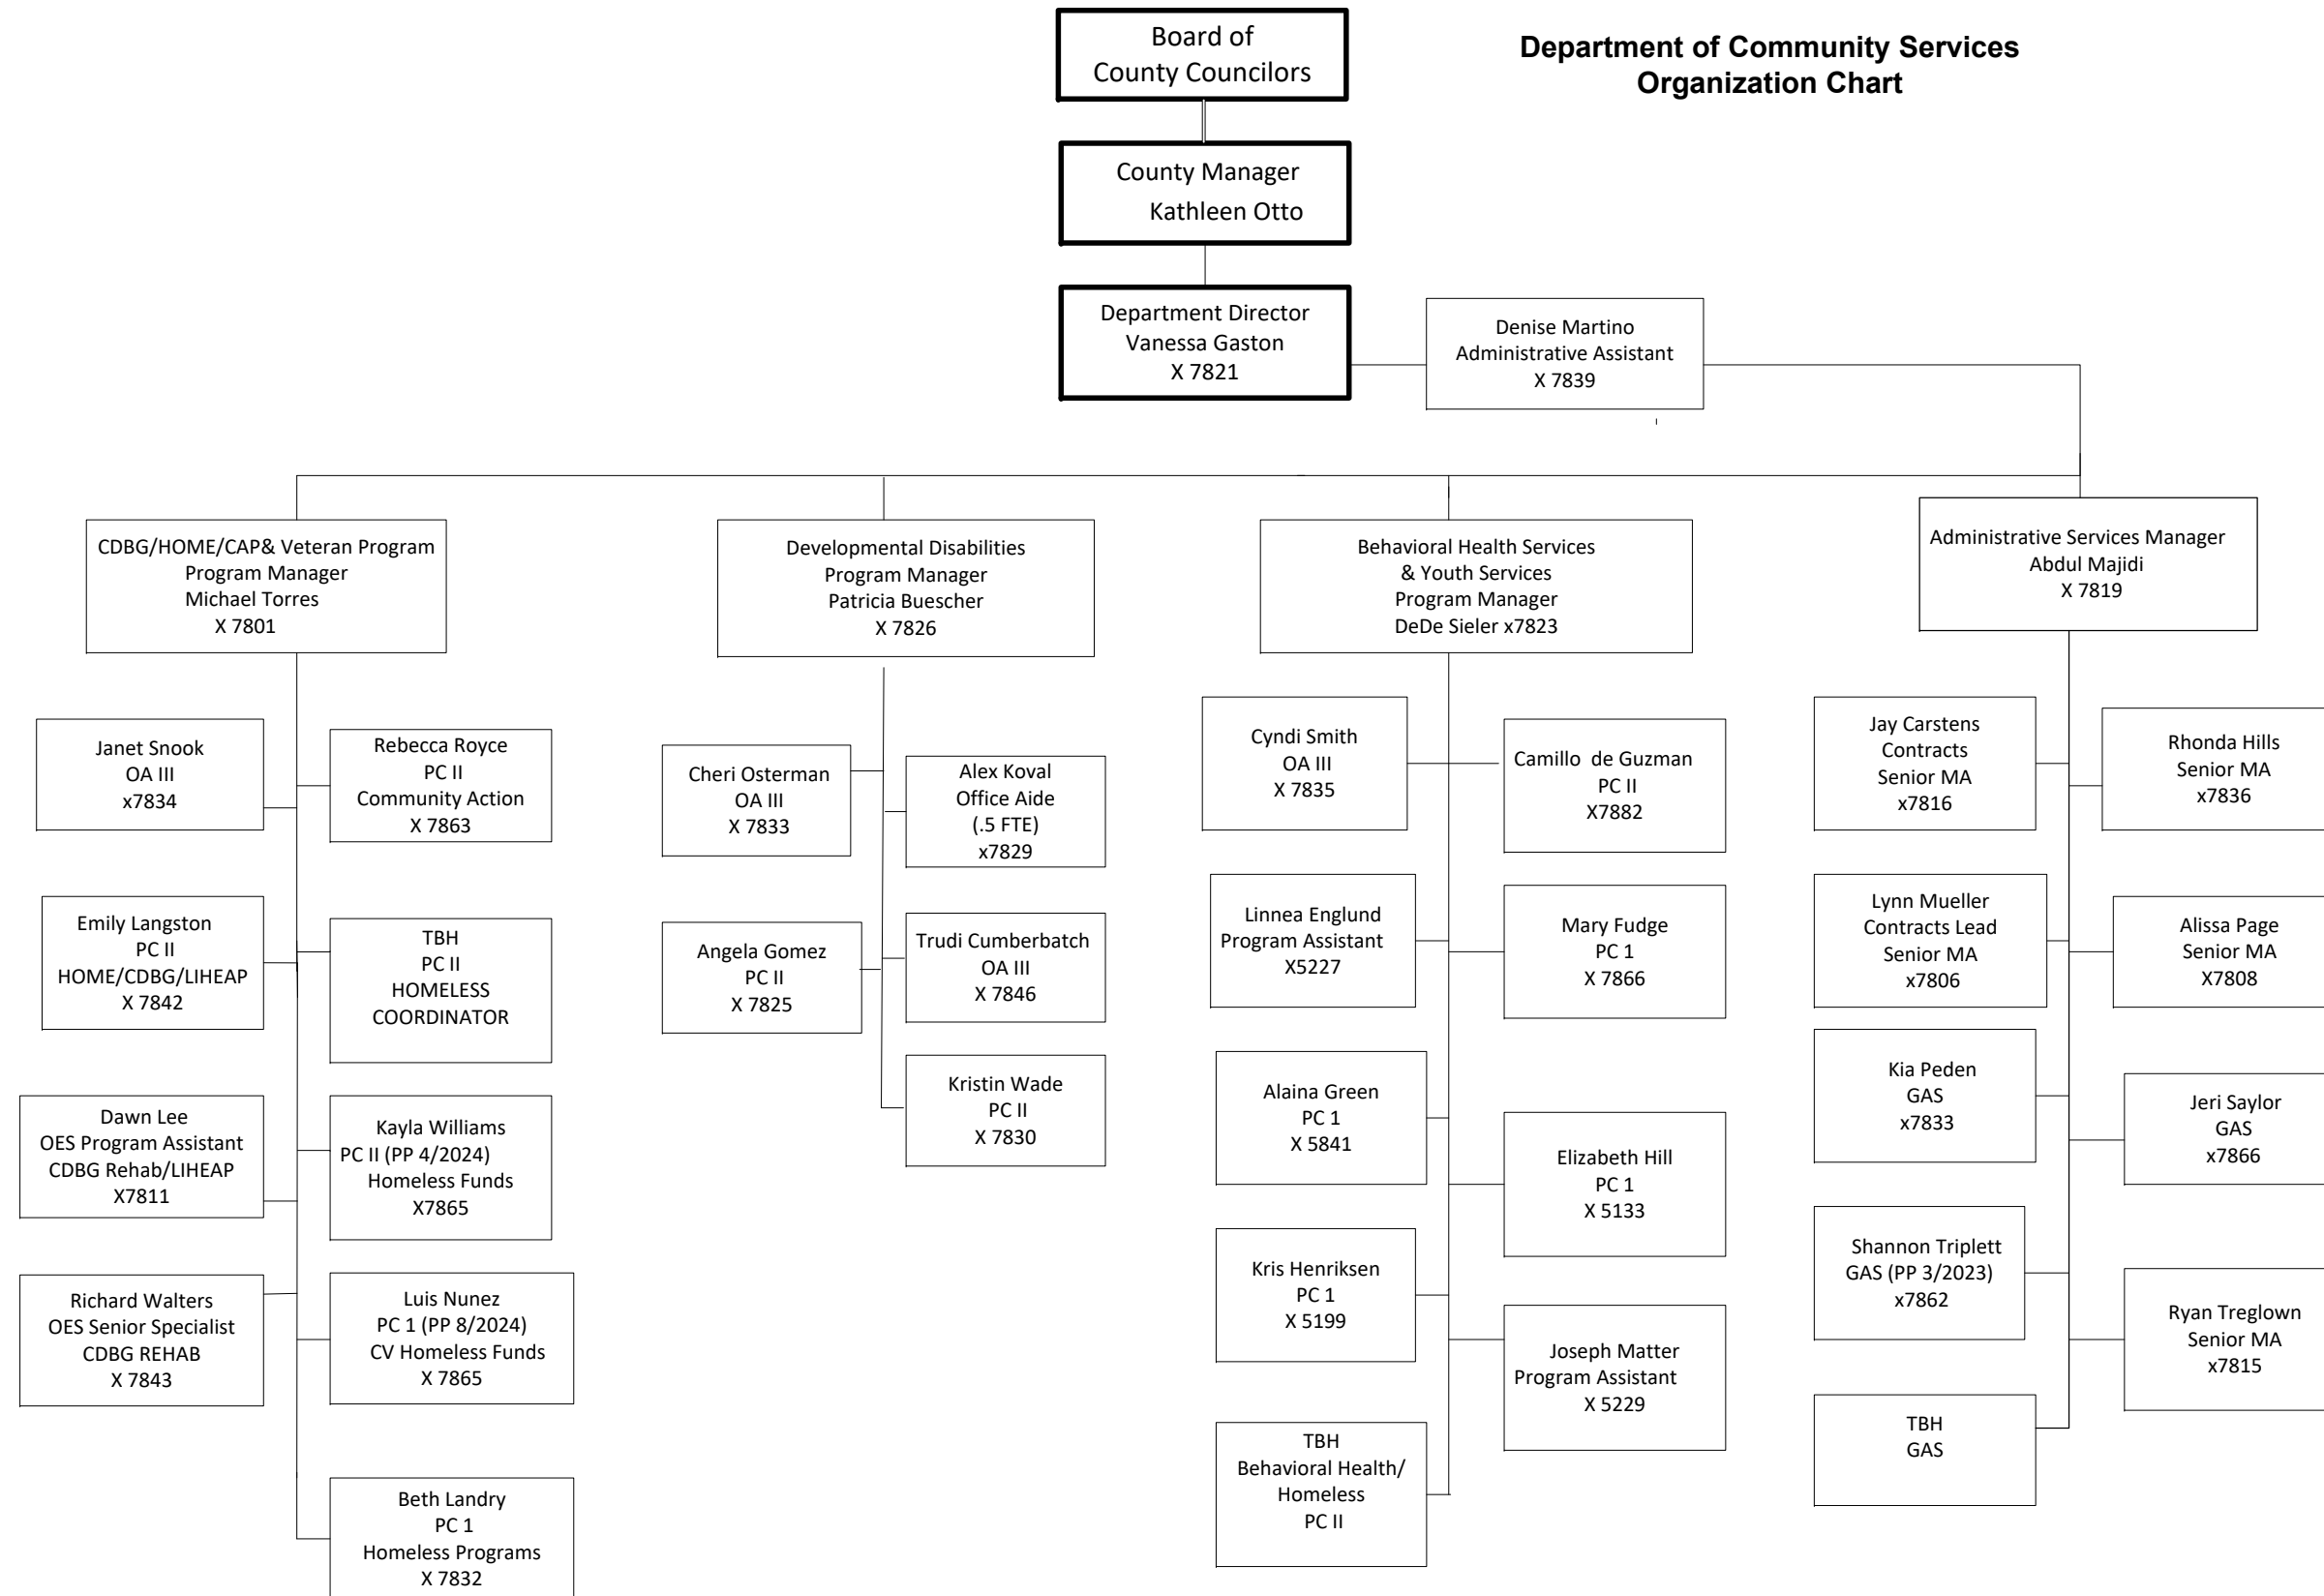 Board of
County Councilors
Department of Community Services
Organization Chart
County Manager
Kathleen Otto
Department Director
Vanessa Gaston
X 7821
Denise Martino
Administrative Assistant
X 7839
CDBG/HOME/CAP& Veteran Program
Program Manager
Michael Torres
X 7801
Developmental Disabilities
Program Manager
Patricia Buescher
X 7826
Behavioral Health Services
& Youth Services
Program Manager
DeDe Sieler x7823
Administrative Services Manager
Abdul Majidi
X 7819
Janet Snook
OA III
x7834
Rebecca Royce
PC II
Community Action
X 7863
Emily Langston
PC II
HOME/CDBG/LIHEAP
X 7842
TBH
PC II
HOMELESS
COORDINATOR
Dawn Lee
OES Program Assistant
CDBG Rehab/LIHEAP
X7811
Kayla Williams
PC II (PP 4/2024)
Homeless Funds
X7865
Richard Walters
OES Senior Specialist
CDBG REHAB
X 7843
Luis Nunez
PC 1 (PP 8/2024)
CV Homeless Funds
X 7865
Beth Landry
PC 1
Homeless Programs
X 7832
Cheri Osterman
OA III
X 7833
Alex Koval
Office Aide
(.5 FTE)
x7829
Angela Gomez
PC II
X 7825
Trudi Cumberbatch
OA III
X 7846
Kristin Wade
PC II
X 7830
Cyndi Smith
OA III
X 7835
Camillo de Guzman
PC II
X7882
Linnea Englund
Program Assistant
X5227
Mary Fudge
PC 1
X 7866
Alaina Green
PC 1
X 5841
Elizabeth Hill
PC 1
X 5133
Kris Henriksen
PC 1
X 5199
Joseph Matter
Program Assistant
X 5229
TBH
Behavioral Health/
Homeless
PC II
Jay Carstens
Contracts
Senior MA
x7816
Rhonda Hills
Senior MA
x7836
Lynn Mueller
Contracts Lead
Senior MA
x7806
Alissa Page
Senior MA
X7808
Kia Peden
GAS
x7833
Jeri Saylor
GAS
x7866
Shannon Triplett
GAS (PP 3/2023)
x7862
Ryan Treglown
Senior MA
x7815
TBH
GAS